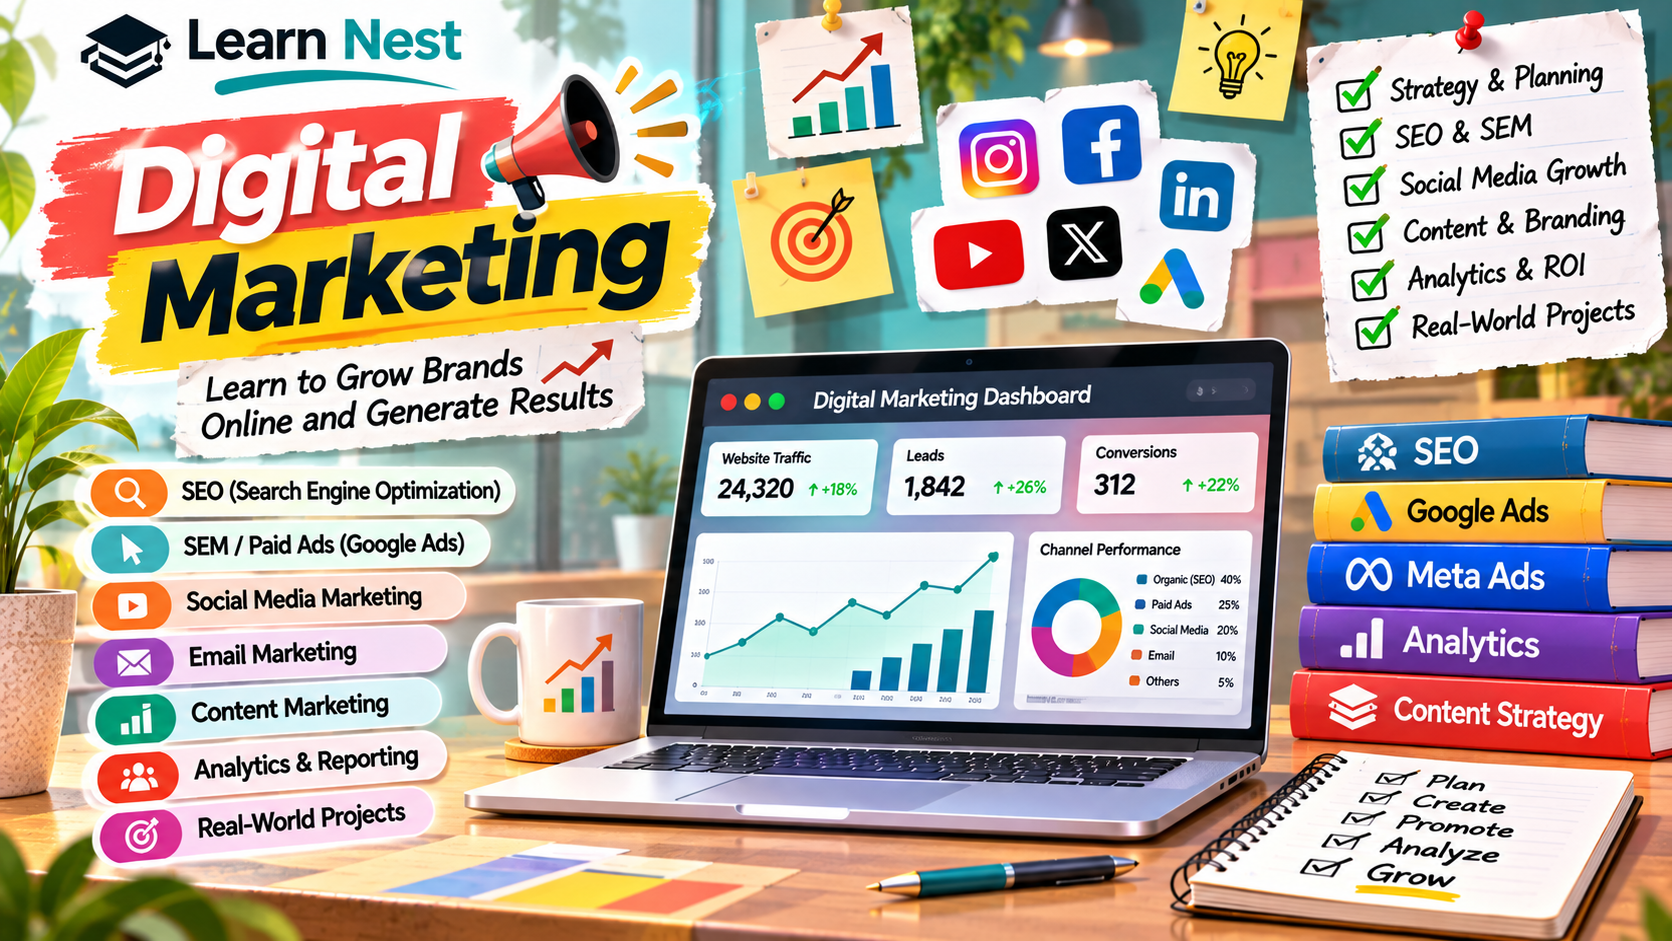 Learn Nest
Digital
Marketing
Learn to Grow Brands
Online and Generate Results
SEO (Search Engine Optimization)
SEM / Paid Ads (Google Ads)
Social Media Marketing
Email Marketing
Content Marketing
Analytics & Reporting
Real-World Projects
f
in
X
Strategy & Planning
SEO & SEM
Social Media Growth
Content & Branding
Analytics & ROI
Real-World Projects
Digital Marketing Dashboard
Website Traffic
24,320 ↑ +18%
Leads
1,842 ↑ +26%
Conversions
312 ↑ +22%
Channel Performance
Organic (SEO) 40%
Paid Ads 25%
Social Media 20%
Email 10%
Others 5%
SEO
Google Ads
Meta Ads
Analytics
Content Strategy
Plan
Create
Promote
Analyze
Grow